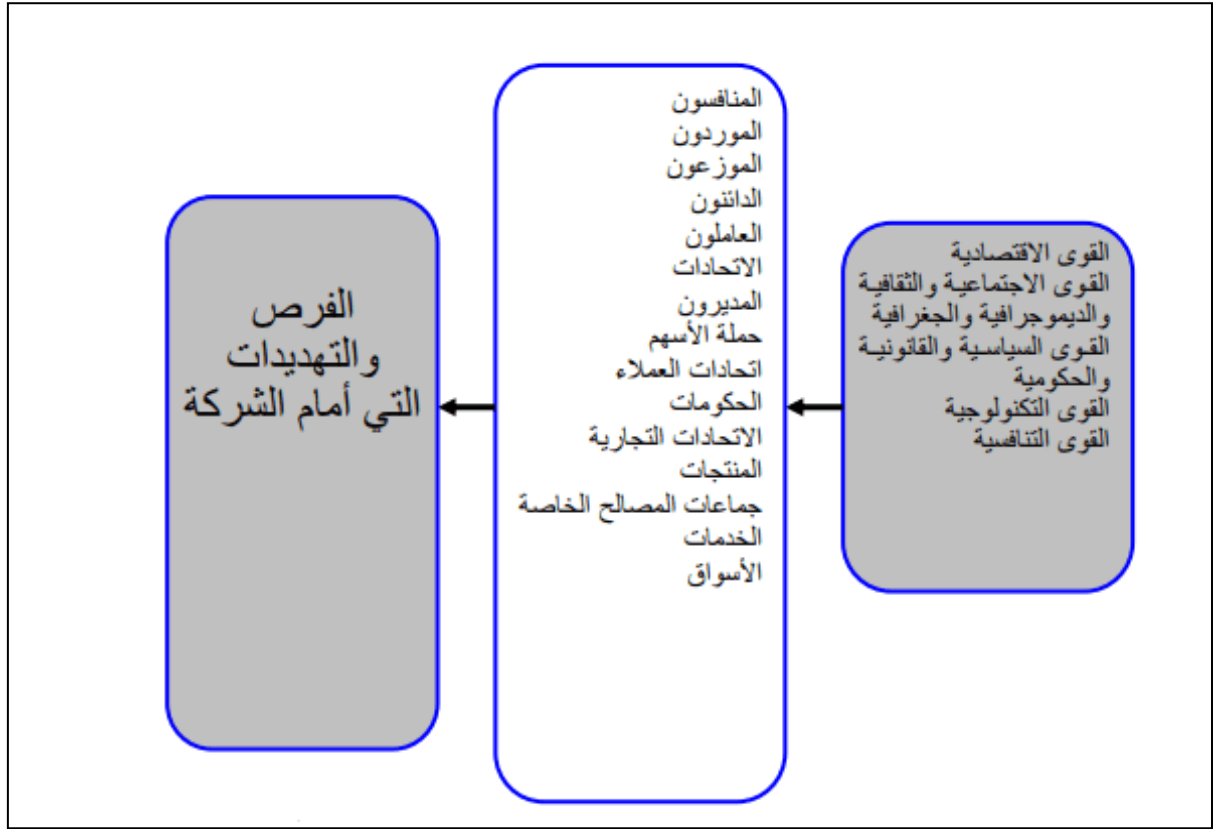 القوى الاقتصادية
القوى الاجتماعية والثقافية
والديموجرافية والجغرافية
القوى السياسية والقانونية
والحكومية
القوى التكنولوجية
القوى التنافسية
المنافسون
الموردون
الموزعون
الدائنون
العاملون
الاتحادات
المديرون
حملة الأسهم
اتحادات العملاء
الحكومات
الاتحادات التجارية
المنتجات
جماعات المصالح الخاصة
الخدمات
الأسواق
الفرص
والتهديدات
التي أمام الشركة